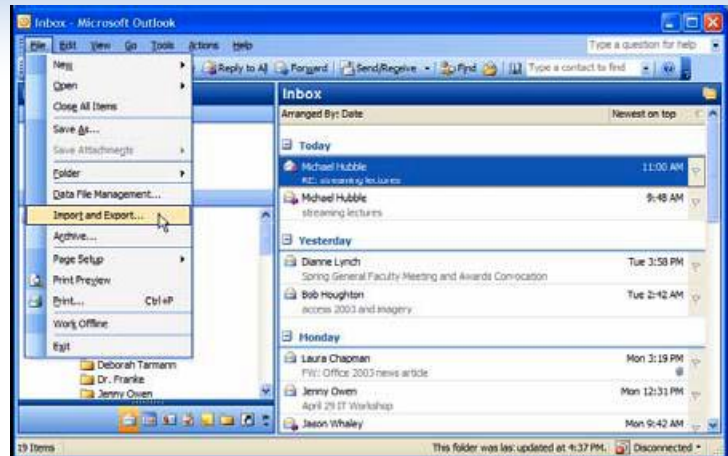 Inbox - Microsoft Outlook
File Edit View Go Tools Actions Help Type a question for help
New
Open
Close All Items
Save As...
Save Attachments
Folder
Data File Management...
Import and Export...
Archive...
Page Setup
Print Preview
Print... Ctrl+P
Work Offline
Exit
Deborah Tarmann
Dr. Franke
Jenny Owen
Reply to All Forward Send/Receive Find Type a contact to find
Inbox
Arranged By: Date Newest on top
Today
Michael Hubble 11:00 AM
RE: streaming lectures
Michael Hubble 9:48 AM
streaming lectures
Yesterday
Dianne Lynch Tue 3:58 PM
Spring General Faculty Meeting and Awards Convocation
Bob Houghton Tue 2:42 AM
access 2003 and imagery
Monday
Laura Chapman Mon 3:19 PM
FW: Office 2003 news article
Jenny Owen Mon 12:31 PM
April 29 IT Workshop
Jason Whaley Mon 9:42 AM
19 Items This folder was last updated at 4:37 PM. Disconnected